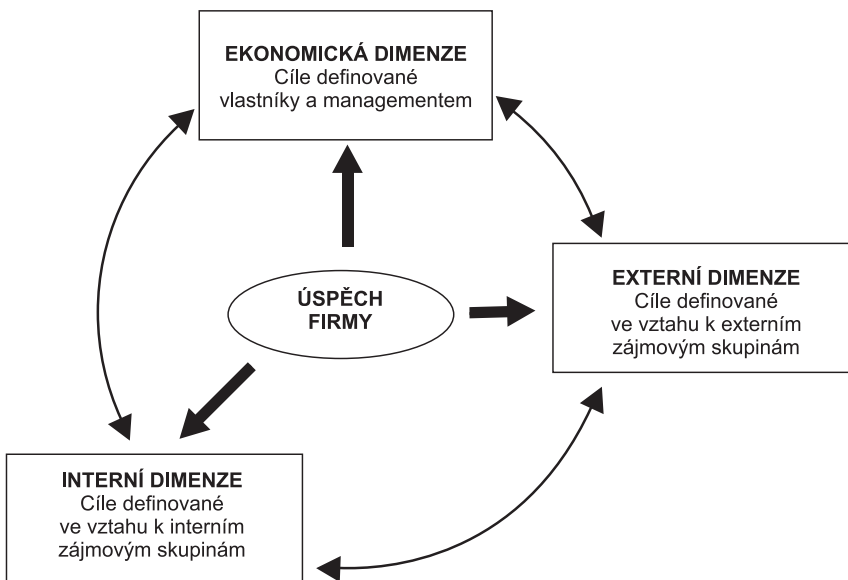 EKONOMICKÁ DIMENZE
Cíle definované
vlastníky a managementem
ÚSPĚCH
FIRMY
EXTERNÍ DIMENZE
Cíle definované
ve vztahu k externím
zájmovým skupinám
INTERNÍ DIMENZE
Cíle definované
ve vztahu k interním
zájmovým skupinám